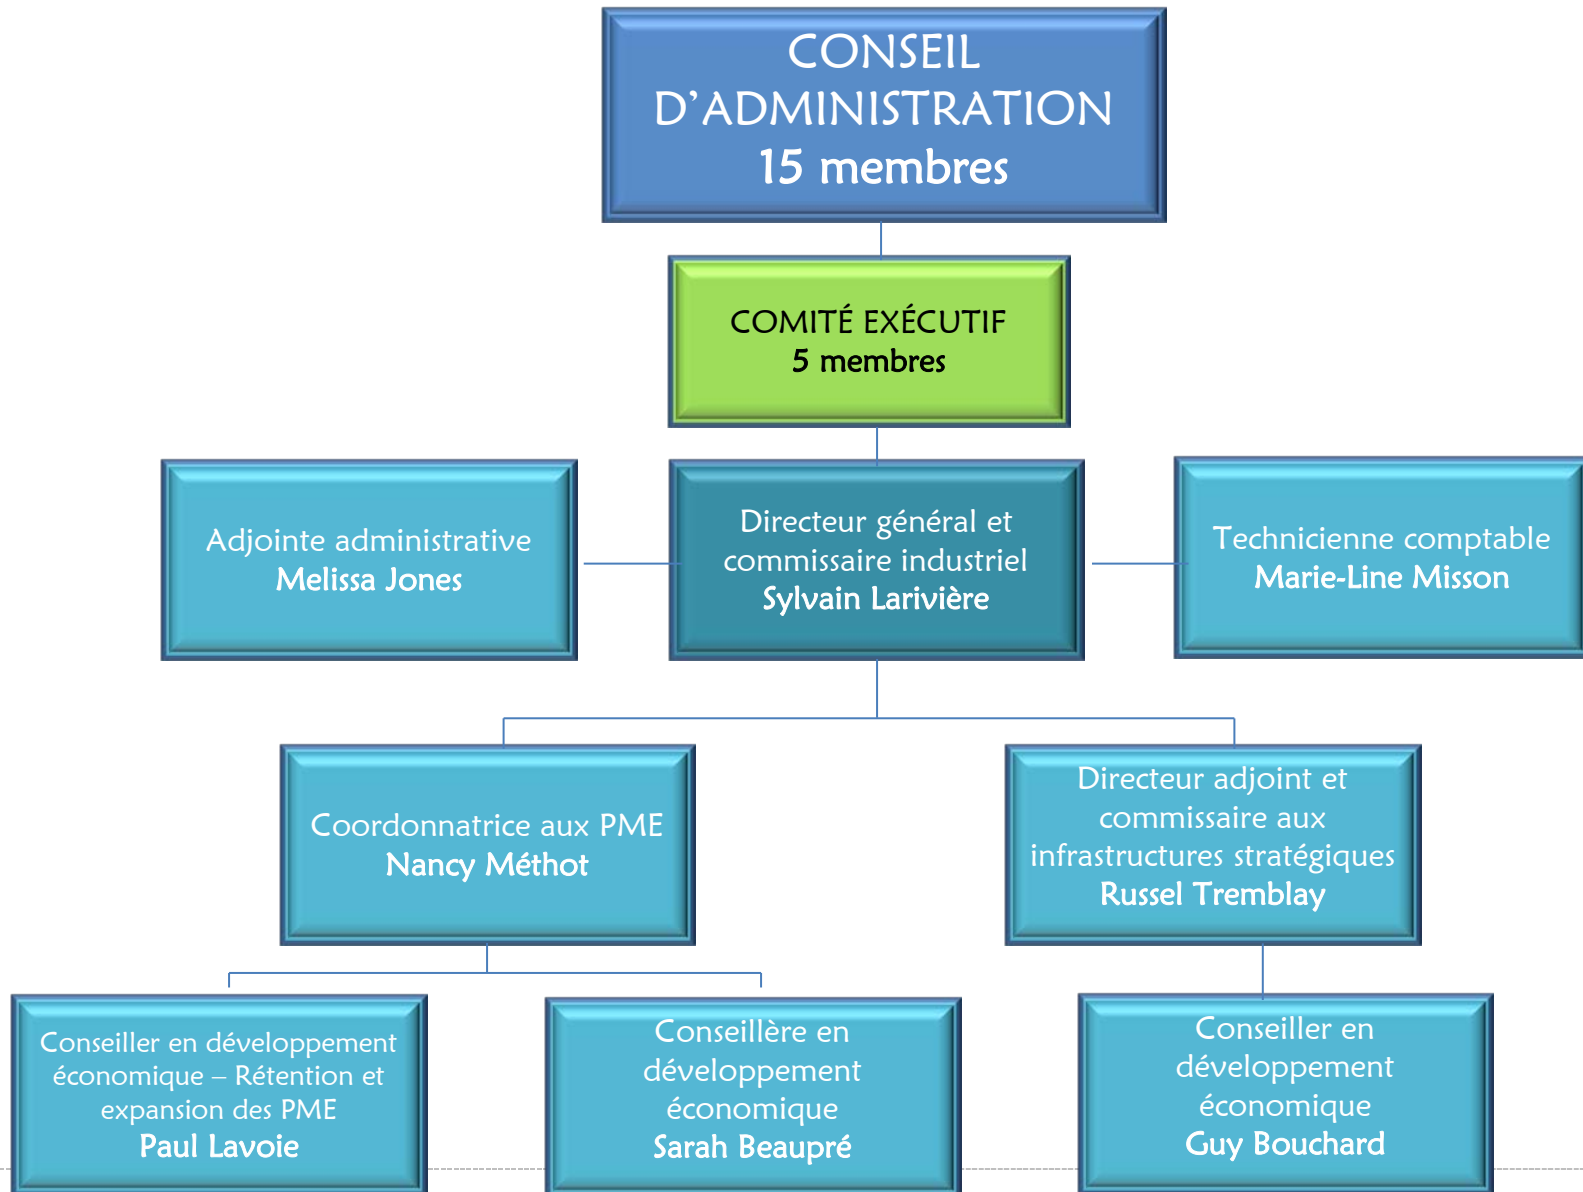 CONSEIL
D’ADMINISTRATION
15 membres
COMITÉ EXÉCUTIF
5 membres
Adjointe administrative
Melissa Jones
Directeur général et
commissaire industriel
Sylvain Larivière
Technicienne comptable
Marie-Line Misson
Coordonnatrice aux PME
Nancy Méthot
Directeur adjoint et
commissaire aux
infrastructures stratégiques
Russel Tremblay
Conseiller en développement
économique – Rétention et
expansion des PME
Paul Lavoie
Conseillère en
développement
économique
Sarah Beaupré
Conseiller en
développement
économique
Guy Bouchard